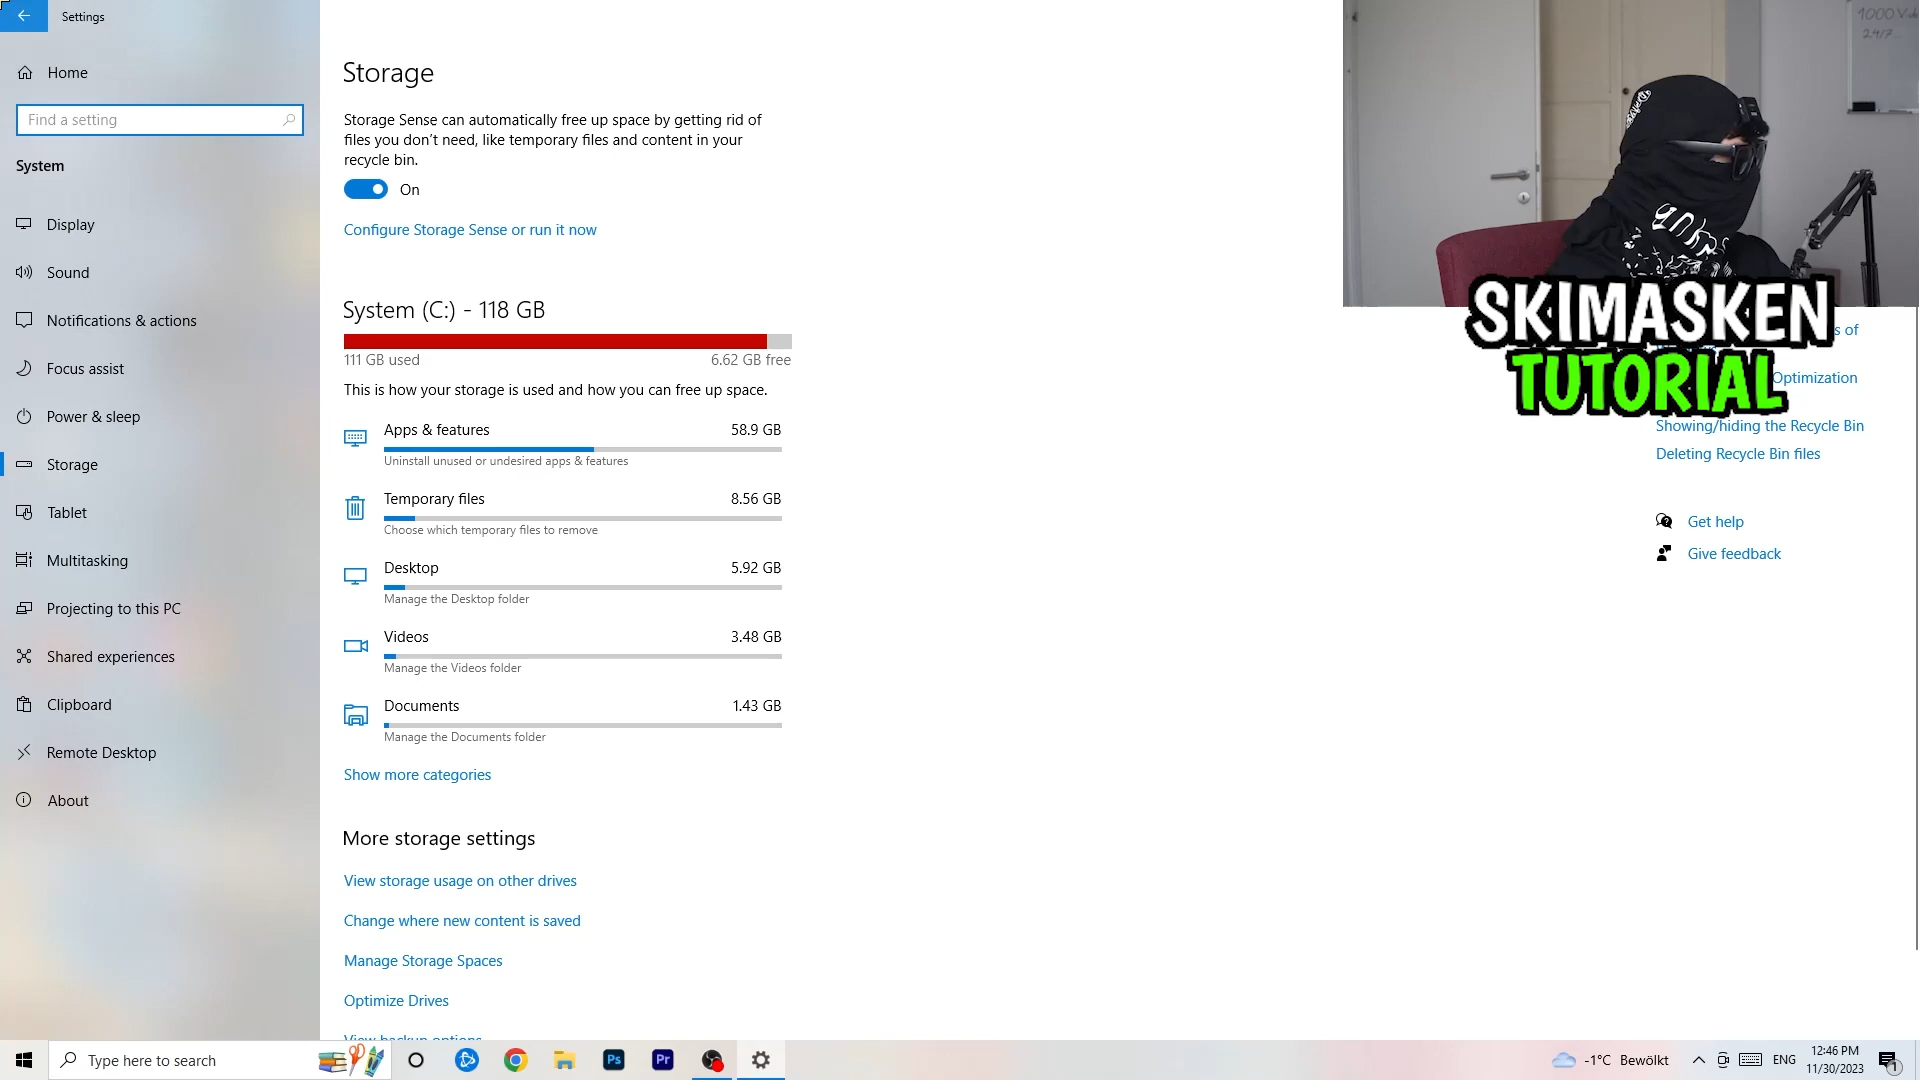 Settings
Home
Find a setting
System
Display
Sound
Notifications & actions
Focus assist
Power & sleep
Storage
Tablet
Multitasking
Projecting to this PC
Shared experiences
Clipboard
Remote Desktop
About
Storage
Storage Sense can automatically free up space by getting rid of
files you don't need, like temporary files and content in your
recycle bin.
On
Configure Storage Sense or run it now
System (C:) - 118 GB
111 GB used 6.62 GB free
This is how your storage is used and how you can free up space.
Apps & features 58.9 GB
Uninstall unused or undesired apps & features
Temporary files 8.56 GB
Choose which temporary files to remove
Desktop 5.92 GB
Manage the Desktop folder
Videos 3.48 GB
Manage the Videos folder
Documents 1.43 GB
Manage the Documents folder
Show more categories
More storage settings
View storage usage on other drives
Change where new content is saved
Manage Storage Spaces
Optimize Drives
View backup options
24/7
SKIMASKEN
TUTORIAL
of
Optimization
Showing/hiding the Recycle Bin
Deleting Recycle Bin files
Get help
Give feedback
Type here to search
Ps
Pr
-1°C Bewölkt
ENG
12:46 PM
11/30/2023
1